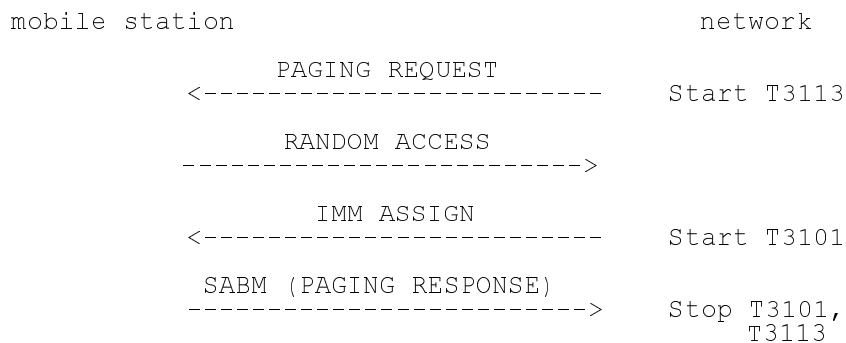 mobile station network
PAGING REQUEST
<------------------------- Start T3113
RANDOM ACCESS
------------------------->
IMM ASSIGN
<------------------------- Start T3101
SABM (PAGING RESPONSE)
-------------------------> Stop T3101,
T3113